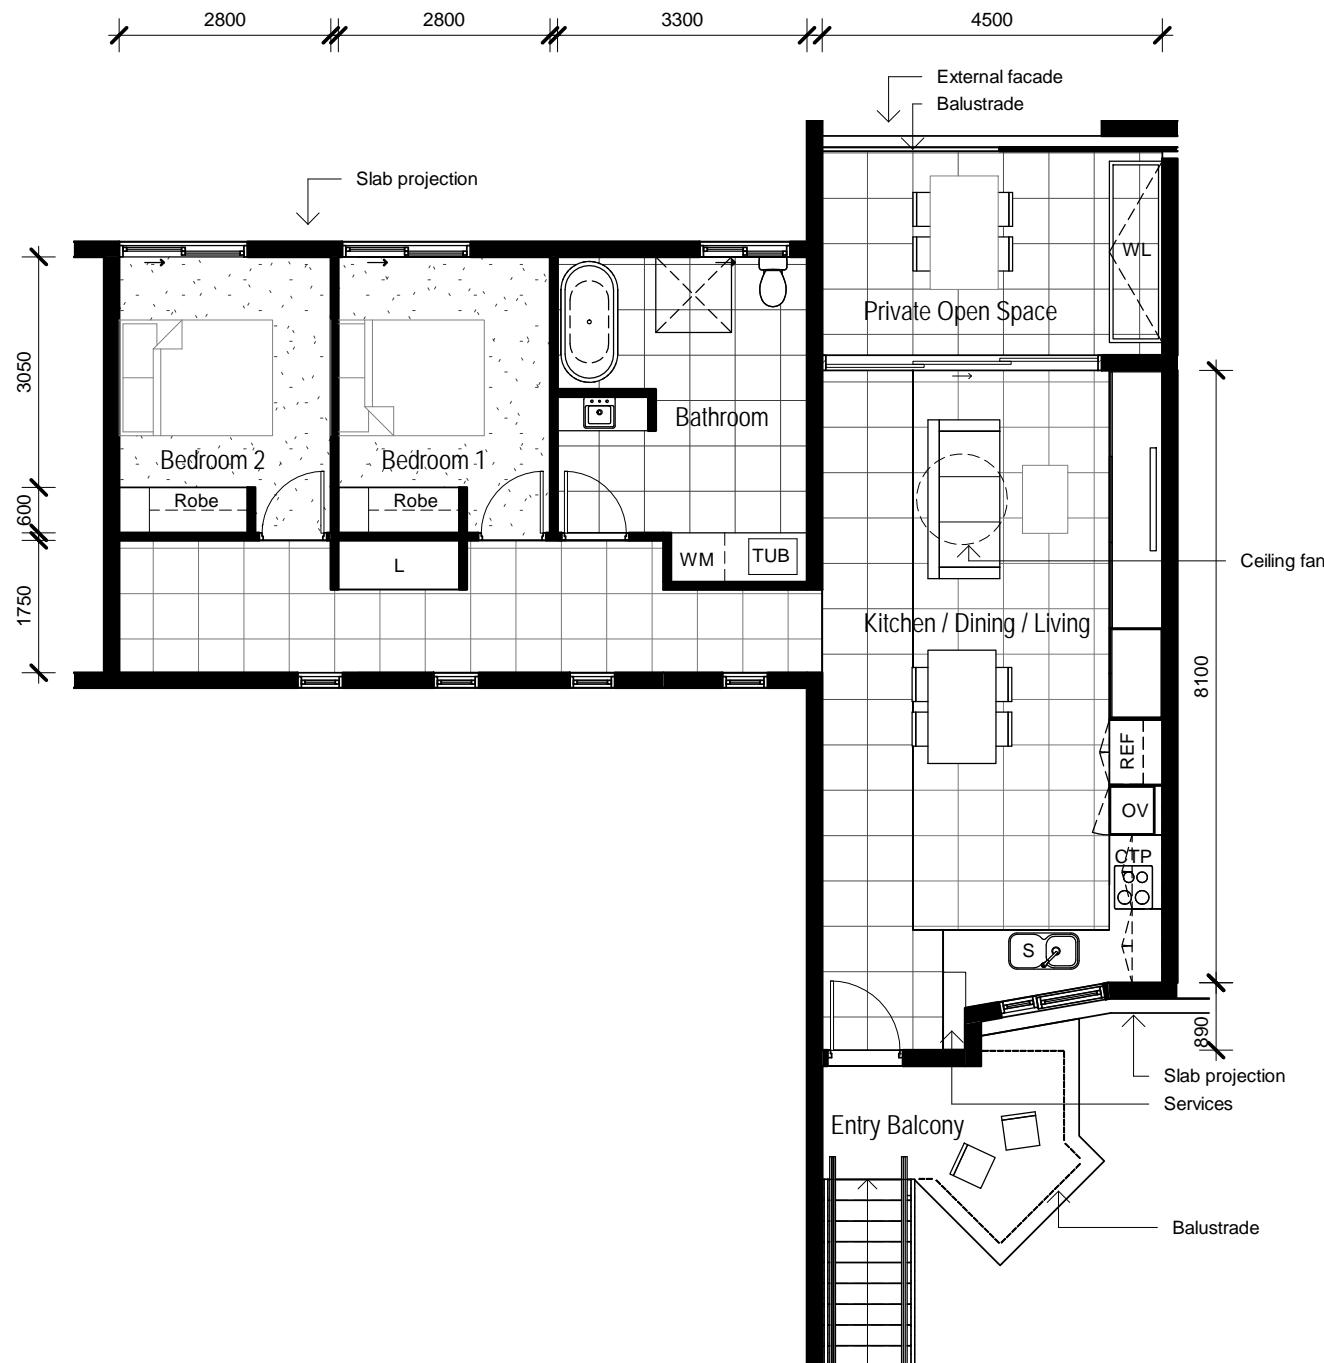 2800
2800
3300
4500
External facade
Balustrade
Slab projection
WL
Private Open Space
3050
Bathroom
Bedroom 2
Bedroom 1
Robe
Robe
600
WM
TUB
L
Ceiling fan
1750
Kitchen / Dining / Living
8100
REF
OV
CTP
S
890
Slab projection
Services
Entry Balcony
Balustrade